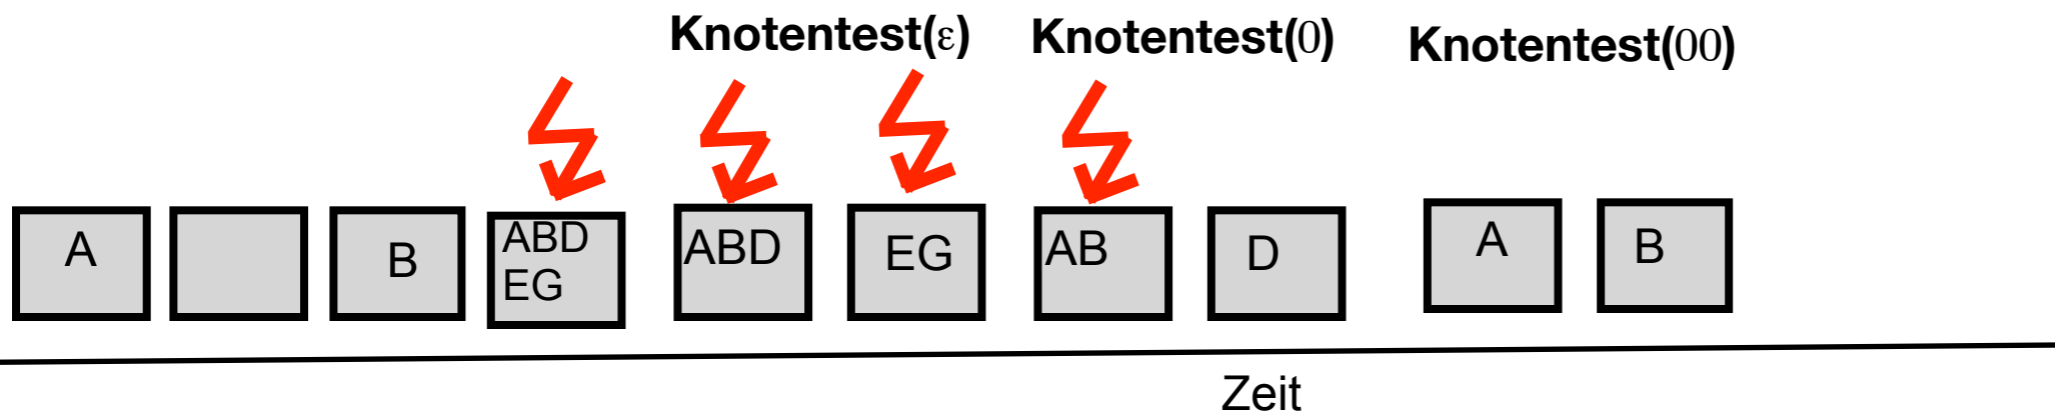 Knotentest(ε) Knotentest(0) Knotentest(00)
A
B
ABD
EG
ABD
EG
AB
D
A
B
Zeit